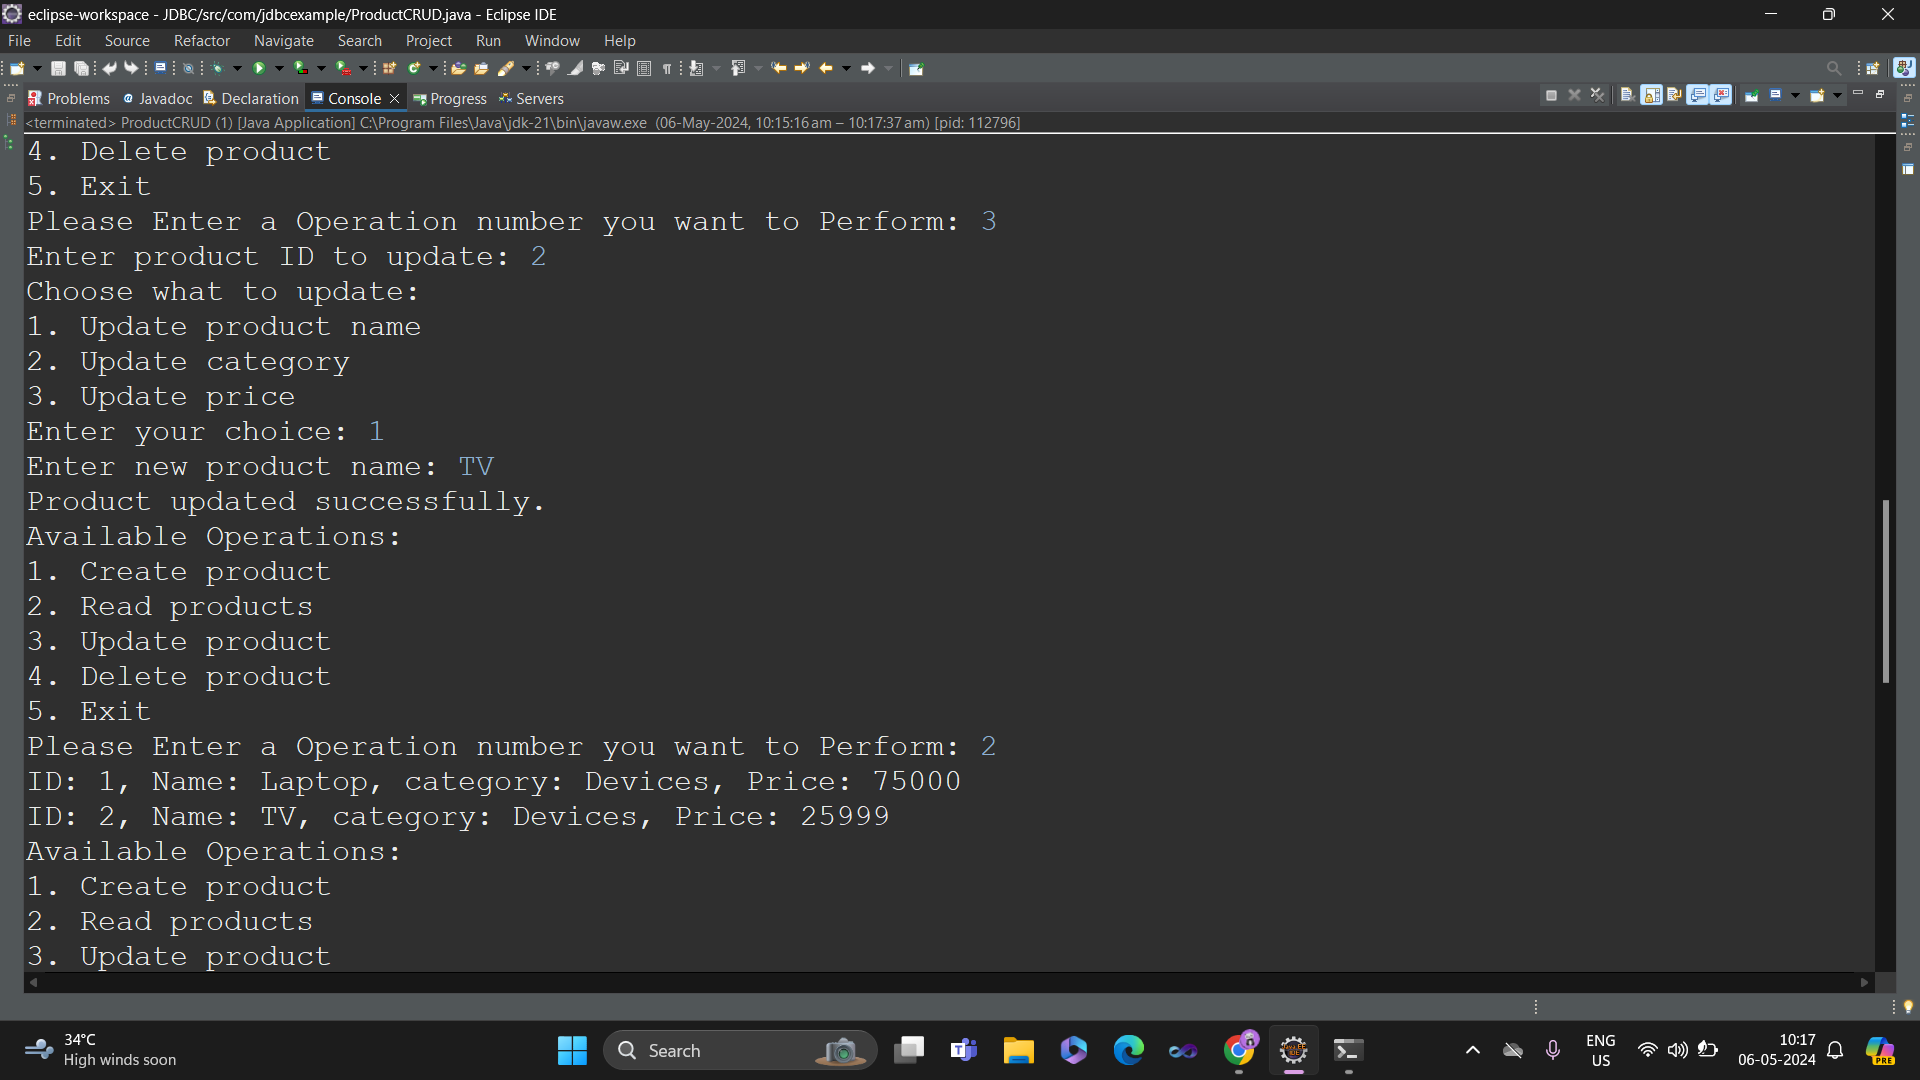 eclipse-workspace - JDBC/src/com/jdbcexample/ProductCRUD.java - Eclipse IDE
File Edit Source Refactor Navigate Search Project Run Window Help
Problems Javadoc Declaration Console Progress Servers
<terminated> ProductCRUD (1) [Java Application] C:\Program Files\Java\jdk-21\bin\javaw.exe (06-May-2024, 10:15:16 am – 10:17:37 am) [pid: 112796]
4. Delete product
5. Exit
Please Enter a Operation number you want to Perform: 3
Enter product ID to update: 2
Choose what to update:
1. Update product name
2. Update category
3. Update price
Enter your choice: 1
Enter new product name: TV
Product updated successfully.
Available Operations:
1. Create product
2. Read products
3. Update product
4. Delete product
5. Exit
Please Enter a Operation number you want to Perform: 2
ID: 1, Name: Laptop, category: Devices, Price: 75000
ID: 2, Name: TV, category: Devices, Price: 25999
Available Operations:
1. Create product
2. Read products
3. Update product
34°C
High winds soon
Search
ENG
US
10:17
06-05-2024
PRE